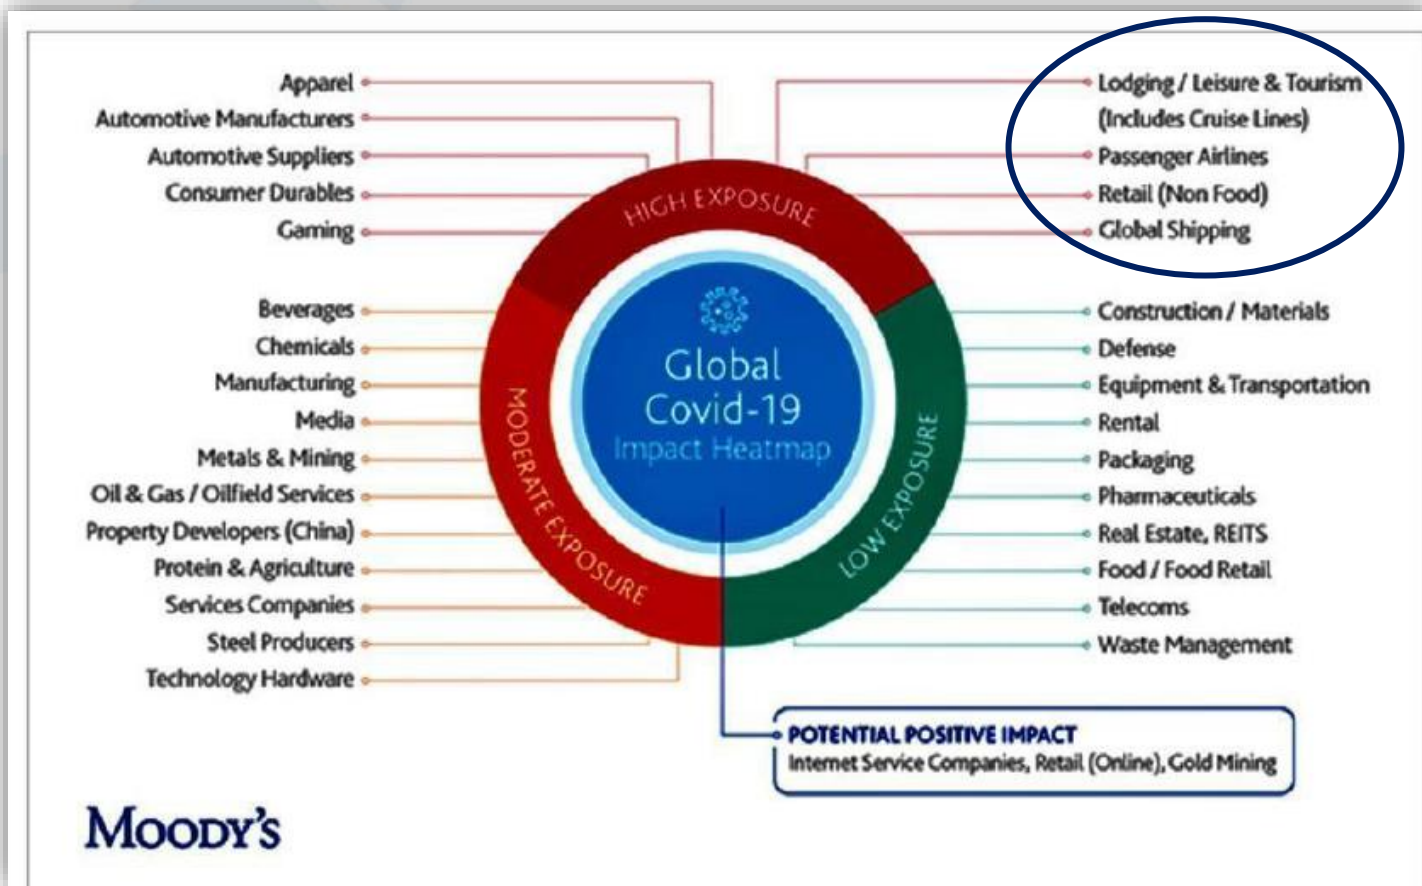 Apparel
Automotive Manufacturers
Automotive Suppliers
Consumer Durables
Gaming
Lodging / Leisure & Tourism
(Includes Cruise Lines)
Passenger Airlines
Retail (Non Food)
Global Shipping
HIGH EXPOSURE
Beverages
Chemicals
Manufacturing
Media
Metals & Mining
Oil & Gas / Oilfield Services
Property Developers (China)
Protein & Agriculture
Services Companies
Steel Producers
Technology Hardware
MODERATE EXPOSURE
Global
Covid-19
Impact Heatmap
LOW EXPOSURE
Construction / Materials
Defense
Equipment & Transportation
Rental
Packaging
Pharmaceuticals
Real Estate, REITS
Food / Food Retail
Telecoms
Waste Management
POTENTIAL POSITIVE IMPACT
Internet Service Companies, Retail (Online), Gold Mining
MOODY'S